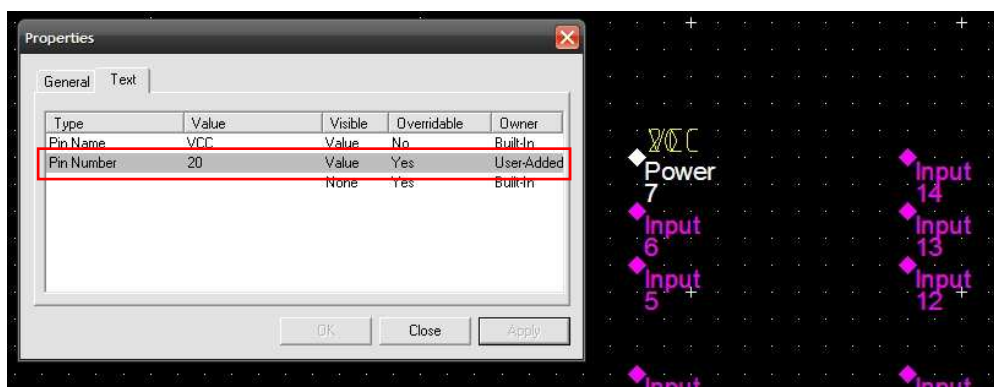 Properties
General Text
Type Value Visible Overridable Owner
Pin Name VCC Value No Built-In
Pin Number 20 Value Yes User-Added
None Yes Built-In
OK Close Apply
VCC
Power
7
Input
6
Input
5
Input
Input
14
Input
13
Input
12
Input